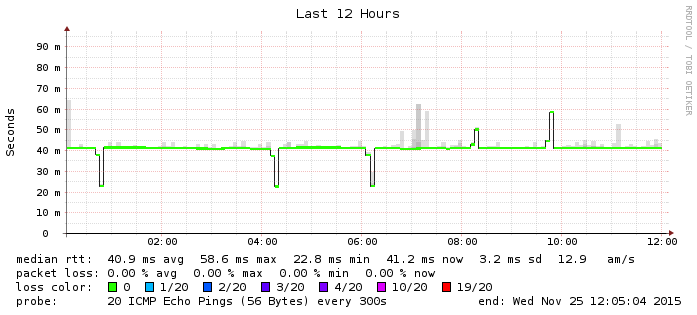 Last 12 Hours
RRDTOOL / TOBI OETIKER
Seconds
90 m
80 m
70 m
60 m
50 m
40 m
30 m
20 m
10 m
0
02:00 04:00 06:00 08:00 10:00 12:00
median rtt: 40.9 ms avg 58.6 ms max 22.8 ms min 41.2 ms now 3.2 ms sd 12.9 am/s
packet loss: 0.00 % avg 0.00 % max 0.00 % min 0.00 % now
loss color: 0 1/20 2/20 3/20 4/20 10/20 19/20
probe: 20 ICMP Echo Pings (56 Bytes) every 300s end: Wed Nov 25 12:05:04 2015